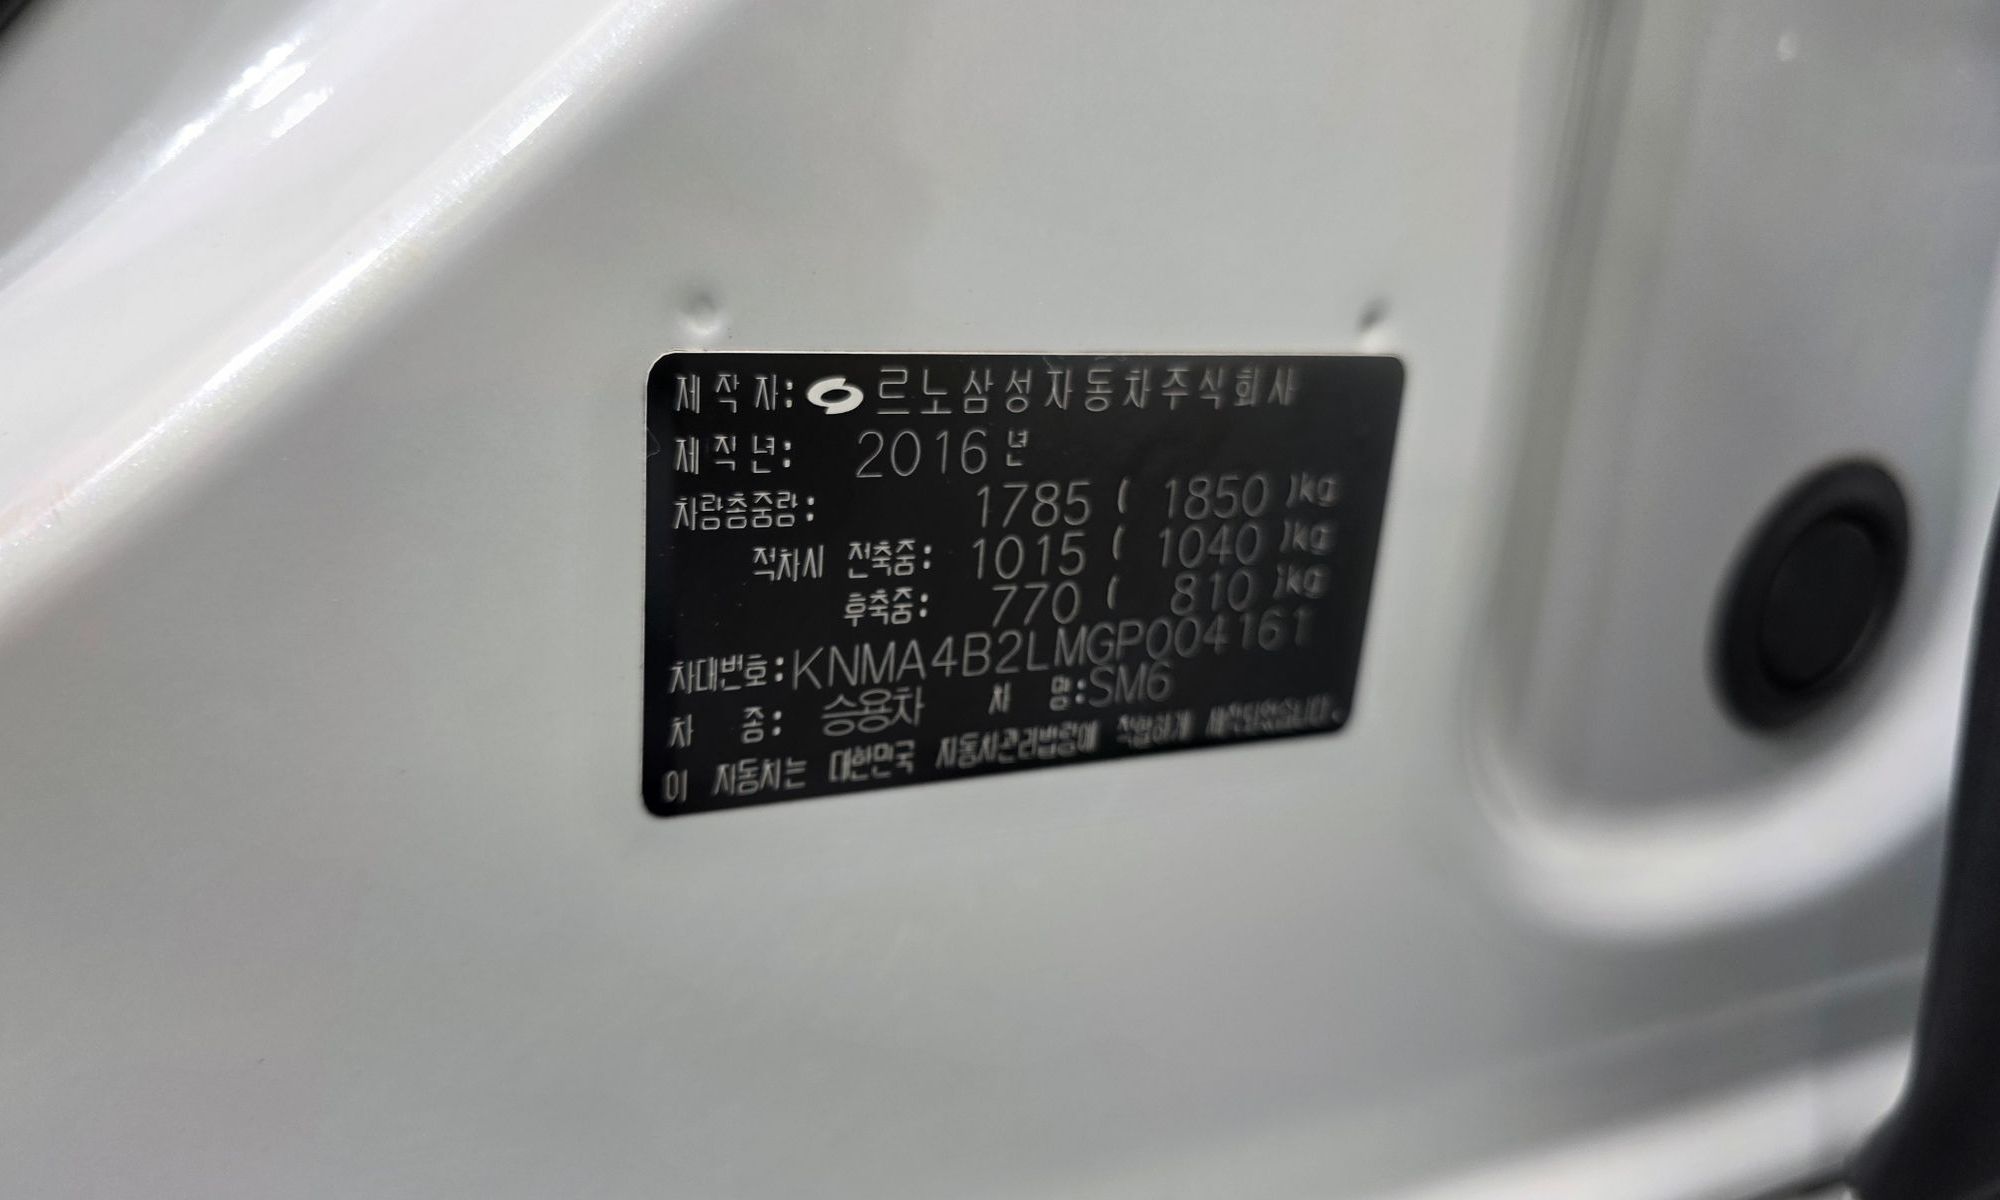 제 작 자: 르노삼성자동차주식회사
제 작 년: 2016년
차량총중량: 1785 ( 1850 )kg
적차시 전축중: 1015 ( 1040 )kg
후축중: 770 ( 810 )kg
차대번호: KNMA4B2LMGP004161
차 종: 승용차 차 명: SM6
이 자동차는 대한민국 자동차관리법령에 적합하게 제작되었습니다.